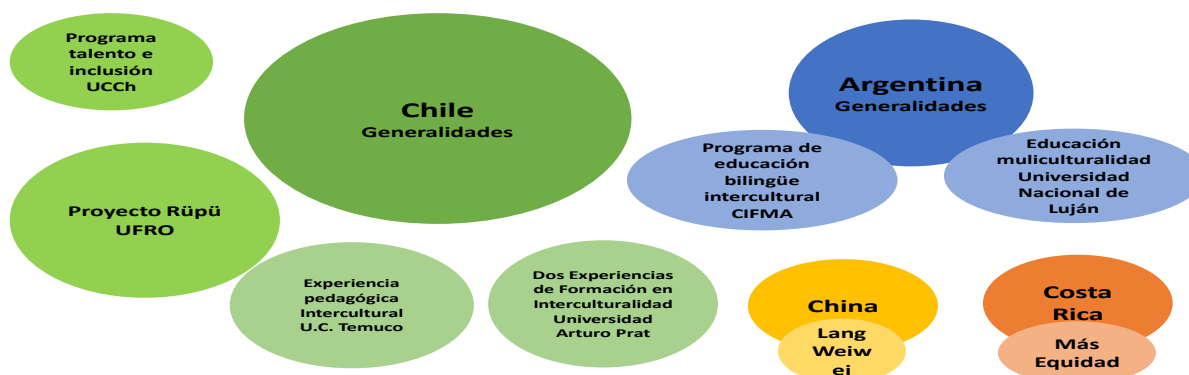 Programa
talento e
inclusión
UCCh
Chile
Generalidades
Argentina
Generalidades
Programa de
educación
bilingüe
intercultural
CIFMA
Educación
muliculturalidad
Universidad
Nacional de
Luján
Proyecto Rüpü
UFRO
Experiencia
pedagógica
Intercultural
U.C. Temuco
Dos Experiencias
de Formación en
Interculturalidad
Universidad
Arturo Prat
China
Lang
Weiw
ei
Costa
Rica
Más
Equidad